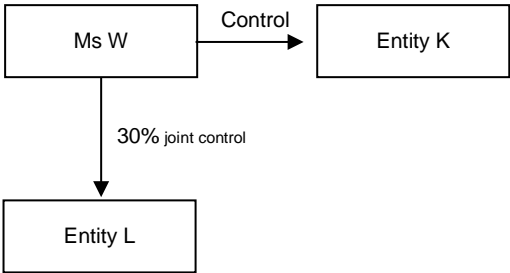 Control
Ms W
Entity K
30% joint control
Entity L